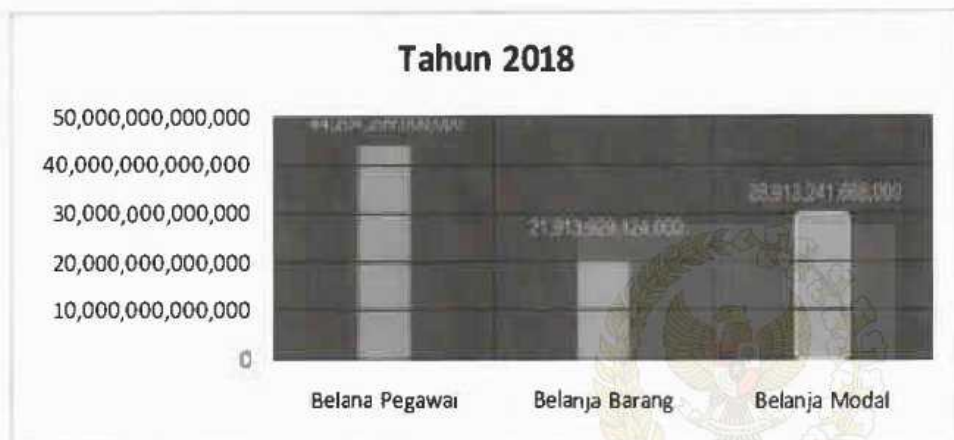 Tahun 2018
50,000,000,000,000
40,000,000,000,000
30,000,000,000,000
20,000,000,000,000
10,000,000,000,000
0
21,913,929,124,000
Belana Pegawai
Belanja Barang
Belanja Modal